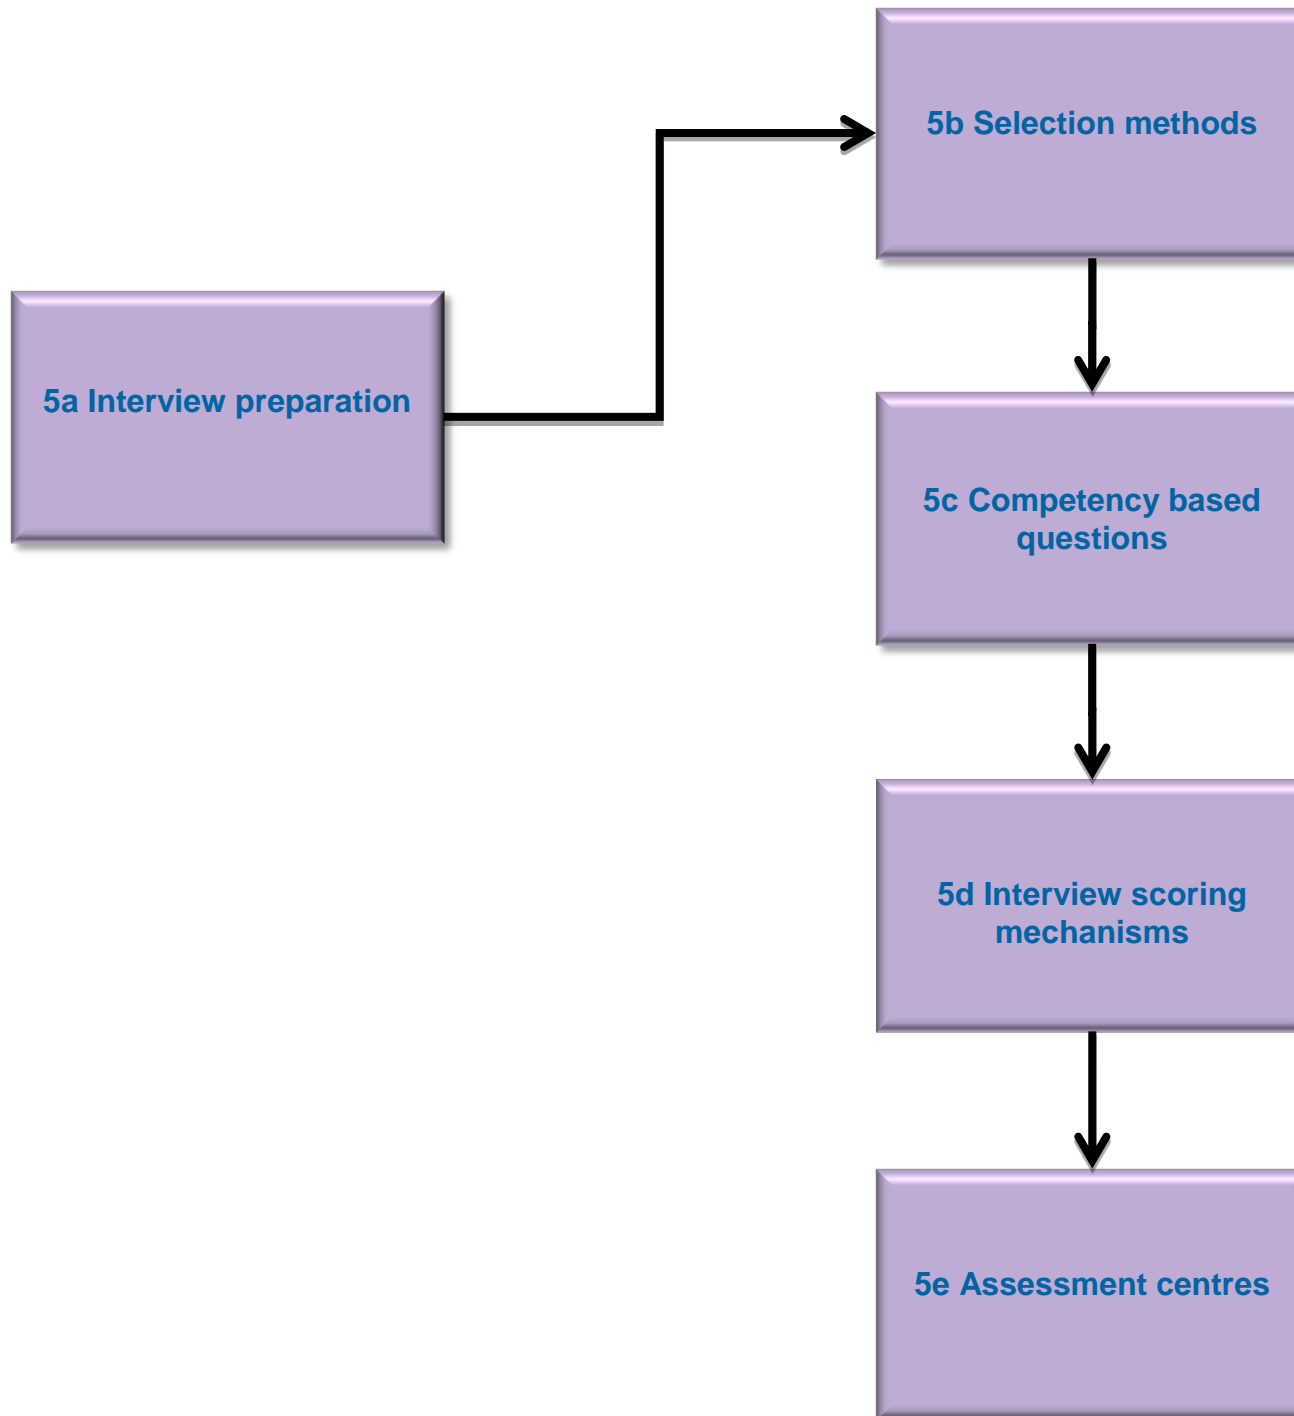 5b Selection methods
5a Interview preparation
5c Competency based
questions
5d Interview scoring
mechanisms
5e Assessment centres